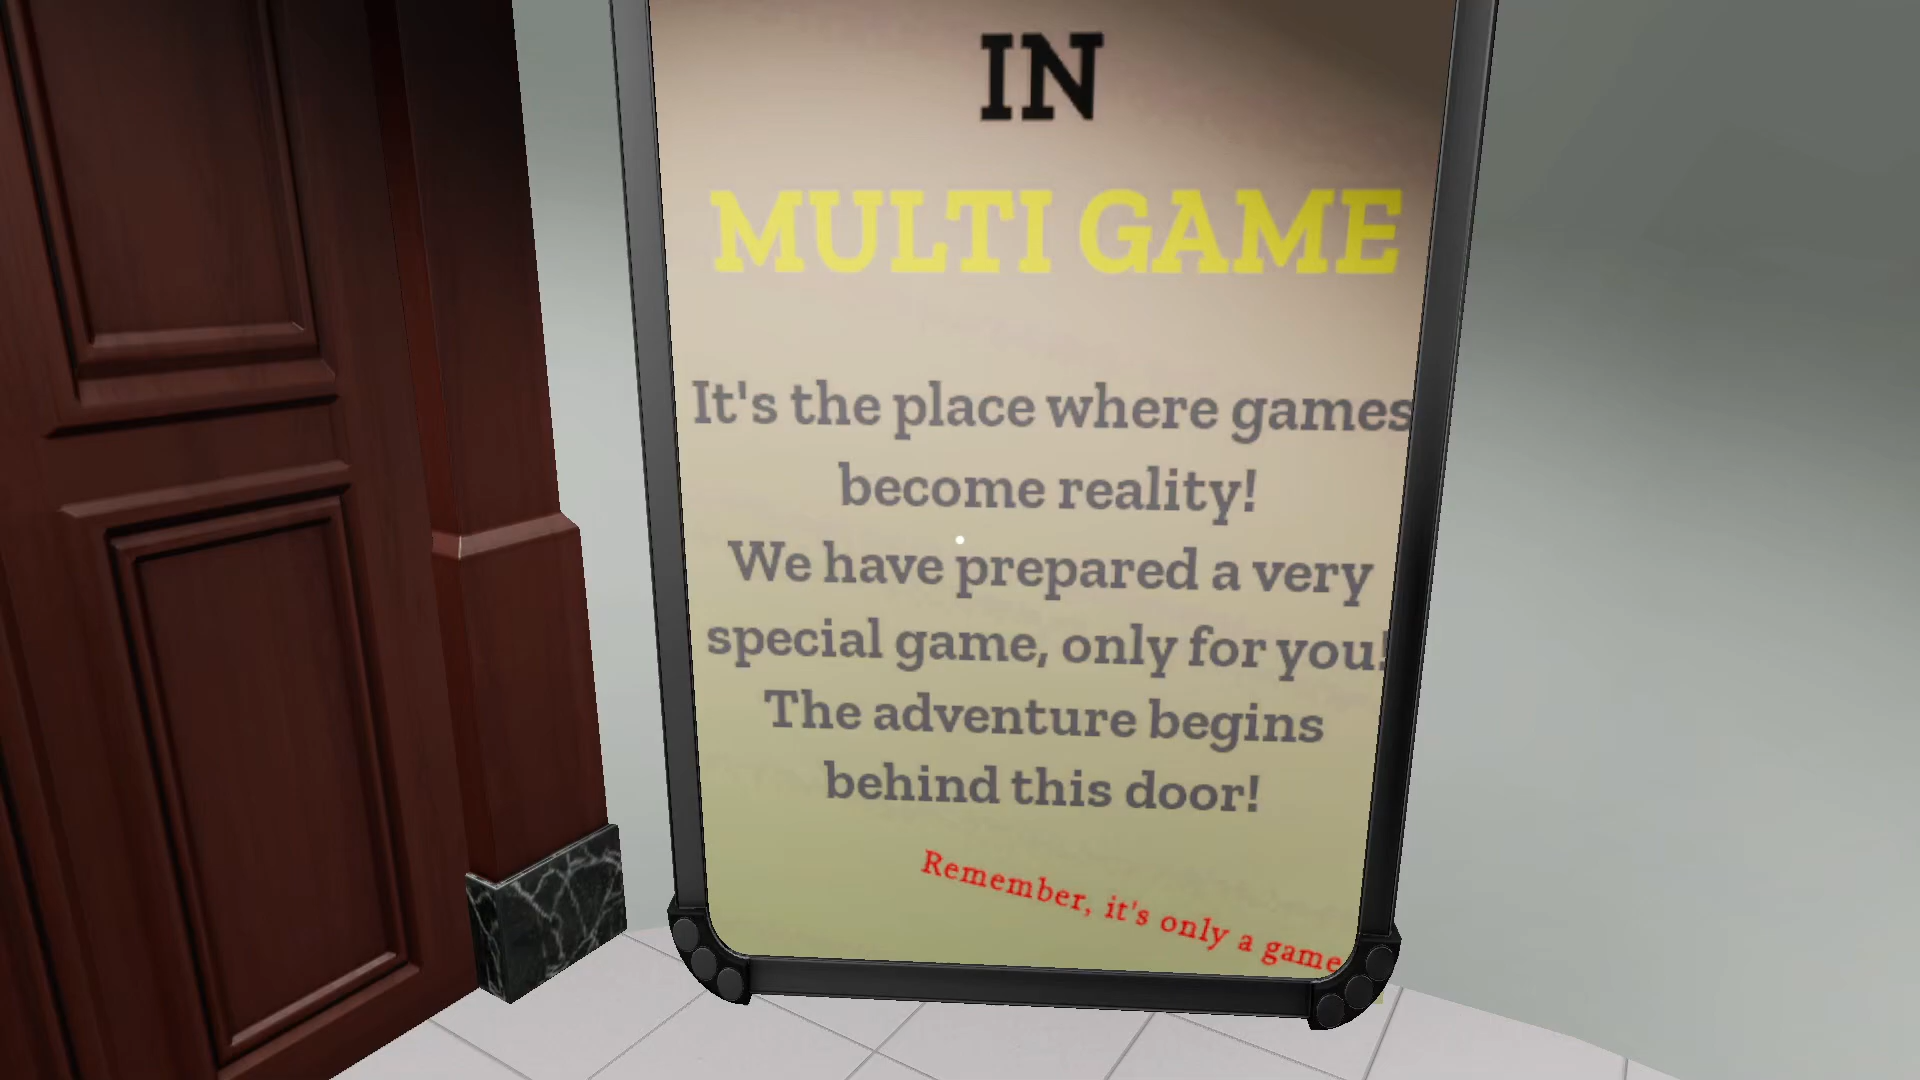 IN
MULTI GAME
It's the place where games
become reality!
We have prepared a very
special game, only for you!
The adventure begins
behind this door!
Remember, it's only a game